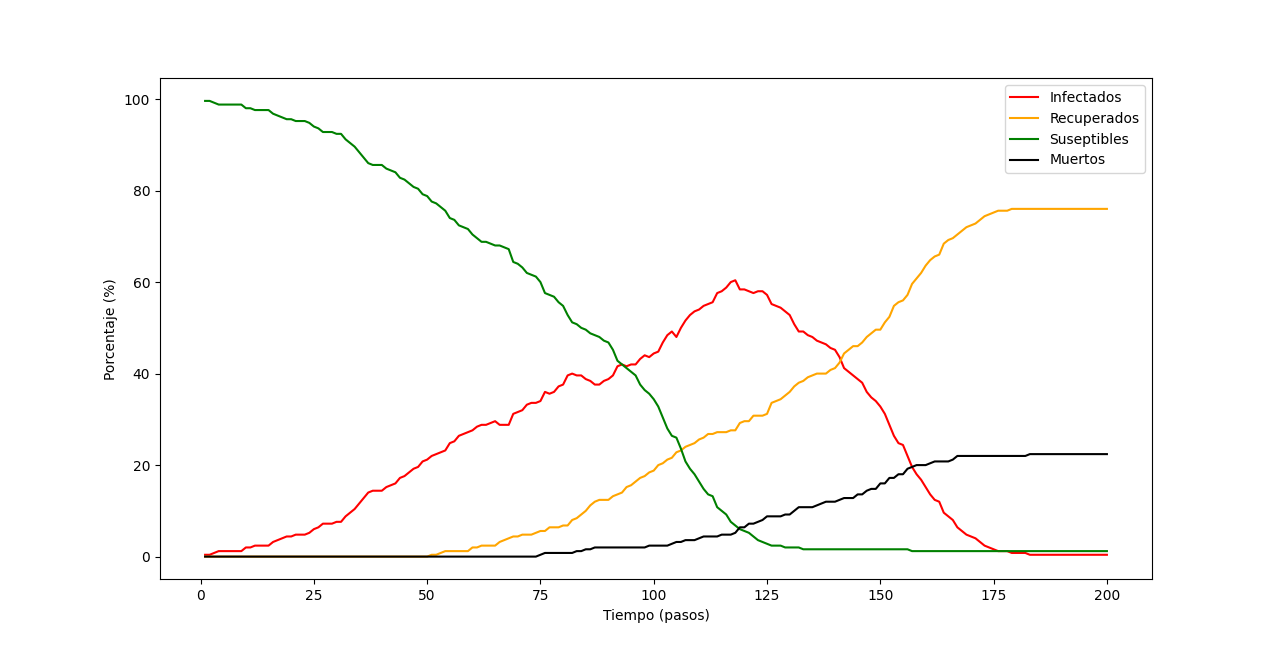 Infectados
Recuperados
Suseptibles
Muertos
100
80
60
40
20
0
Porcentaje (%)
0 25 50 75 100 125 150 175 200
Tiempo (pasos)